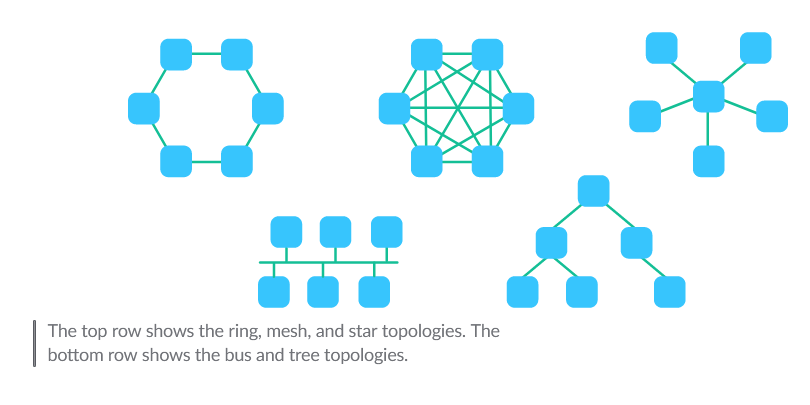 The top row shows the ring, mesh, and star topologies. The
bottom row shows the bus and tree topologies.